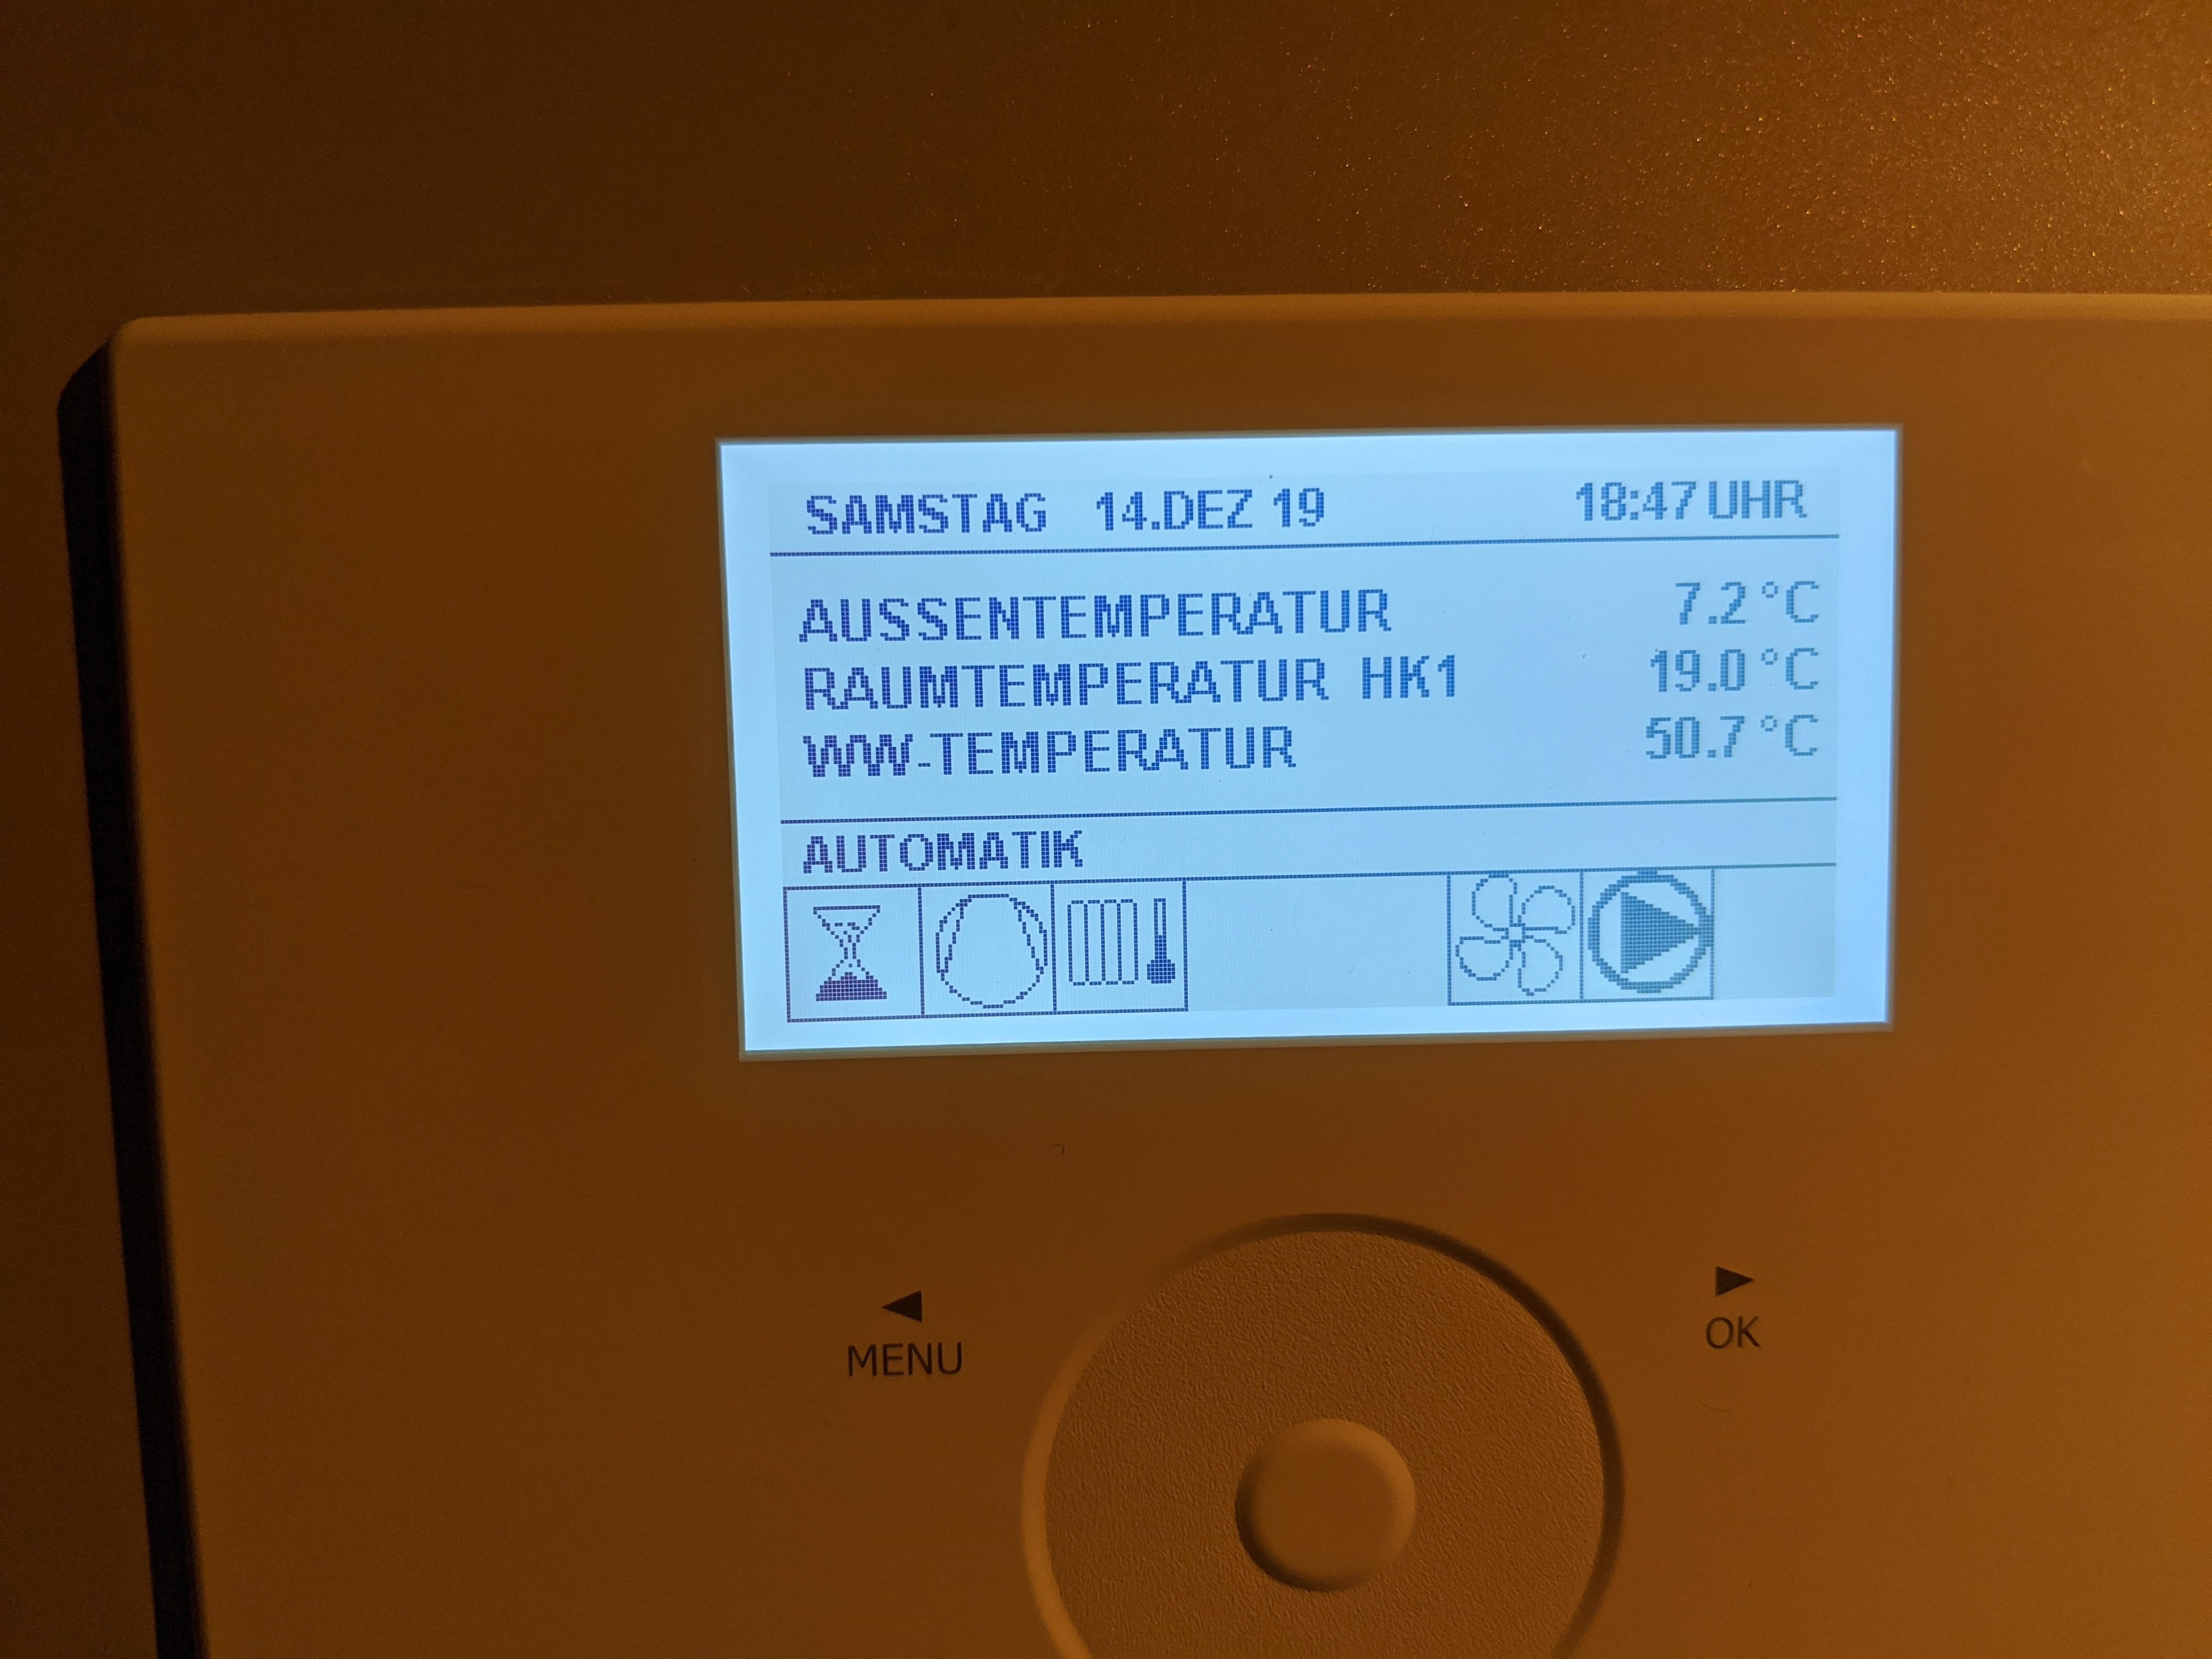 SAMSTAG 14.DEZ 19 18:47 UHR
AUSSENTEMPERATUR 7.2 °C
RAUMTEMPERATUR HK1 19.0 °C
WW-TEMPERATUR 50.7 °C
AUTOMATIK
MENU OK